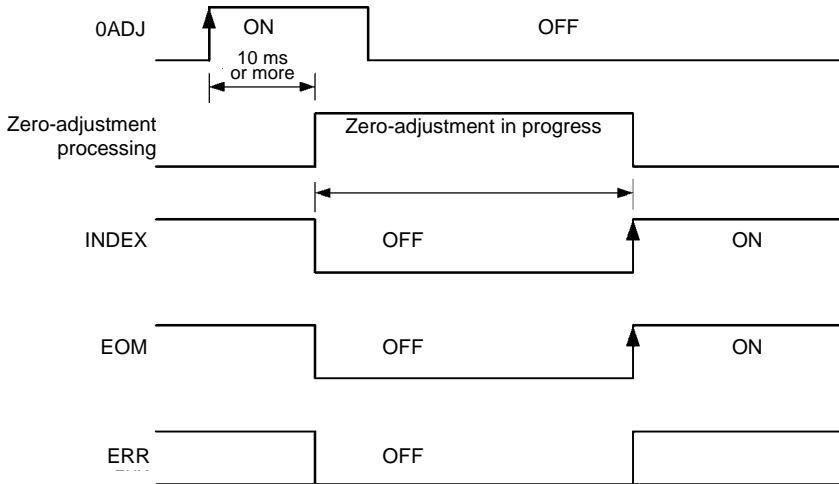 0ADJ ON OFF
10 ms
or more
Zero-adjustment
processing
Zero-adjustment in progress
INDEX OFF ON
EOM OFF ON
ERR OFF